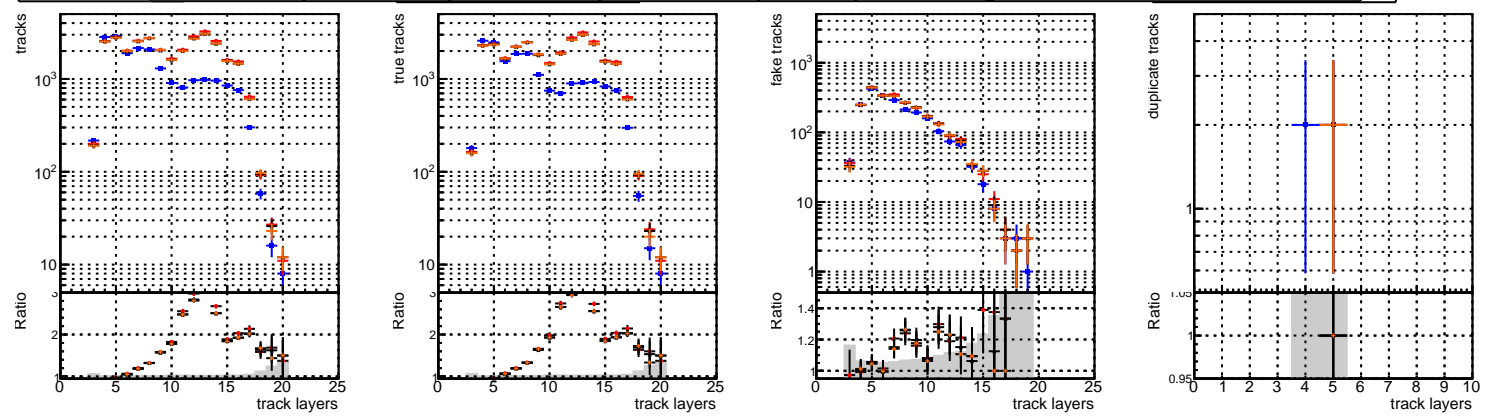 tracks
10³
10²
10
Ratio
3
2
1
0 5 10 15 20 25
track layers
true tracks
10³
10²
10
Ratio
3
2
1
0 5 10 15 20 25
track layers
fake tracks
10³
10²
10
1
Ratio
1.4
1.2
1
0 5 10 15 20 25
track layers
duplicate tracks
1
Ratio
1.05
1
0.95
0 1 2 3 4 5 6 7 8 9 10
track layers